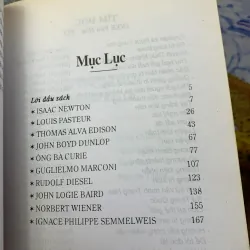 Mục Lục
Lời đầu sách 5
* ISAAC NEWTON 7
* LOUIS PASTEUR 26
* THOMAS ALVA EDISON 43
* JOHN BOYD DUNLOP 67
* ÔNG BÀ CURIE 77
* GUGLIELMO MARCONI 107
* RUDOLF DIESEL 123
* JOHN LOGIE BAIRD 138
* NORBERT WIENER 155
* IGNACE PHILIPPE SEMMELWEIS 167